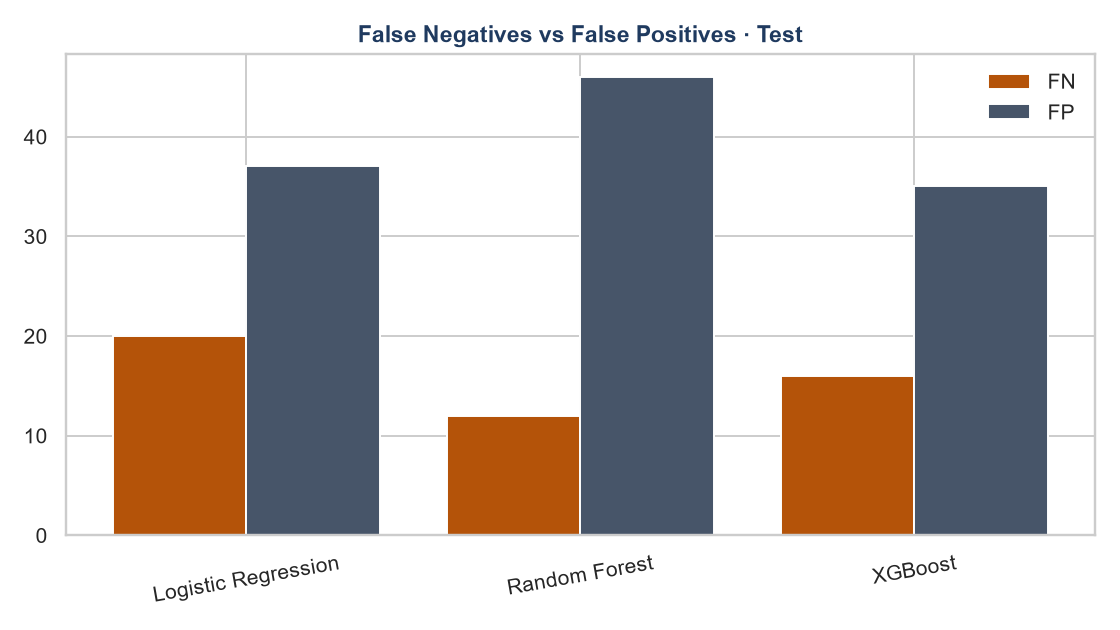 False Negatives vs False Positives · Test
FN
FP
40
30
20
10
0
Logistic Regression
Random Forest
XGBoost